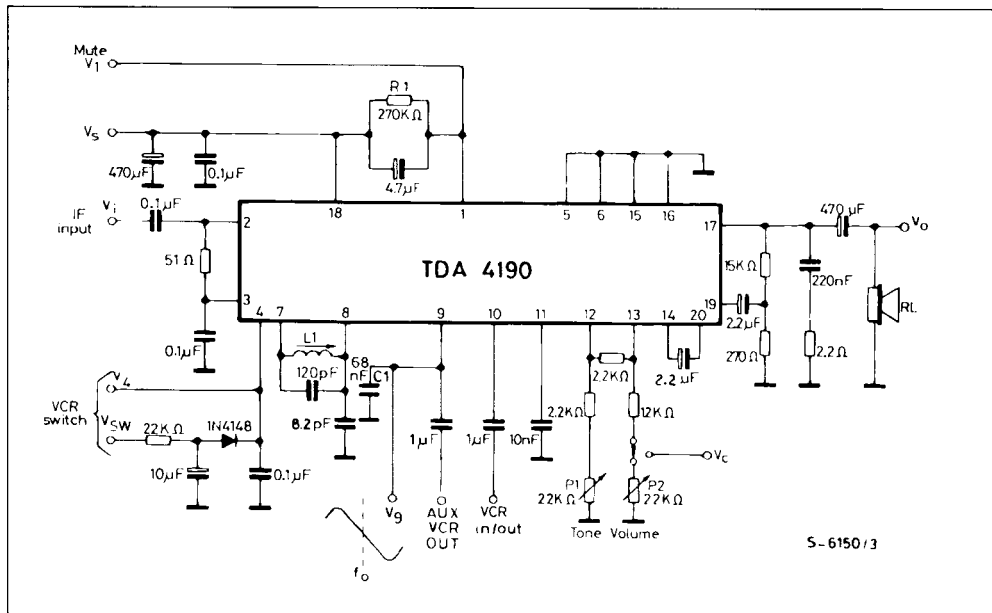 Mute
V1
R1
270KΩ
Vs
470µF
0.1µF
4.7µF
0.1µF
Vi
IF
input
18
1
5
6
15
16
470 µF
Vo
2
17
51Ω
TDA 4190
15KΩ
220nF
3
19
RL
4
7
8
9
10
11
12
13
14
20
2.2µF
270Ω
2.2Ω
0.1µF
L1
68
nF
C1
120pF
2.2KΩ
2.2µF
V4
VCR
switch
VSW
22KΩ
1N4148
8.2pF
1µF
1µF
10nF
2.2KΩ
12KΩ
10µF
0.1µF
Vc
P1
22KΩ
P2
22KΩ
V9
AUX
VCR
OUT
VCR
in/out
Tone
Volume
fo
S-6150/3